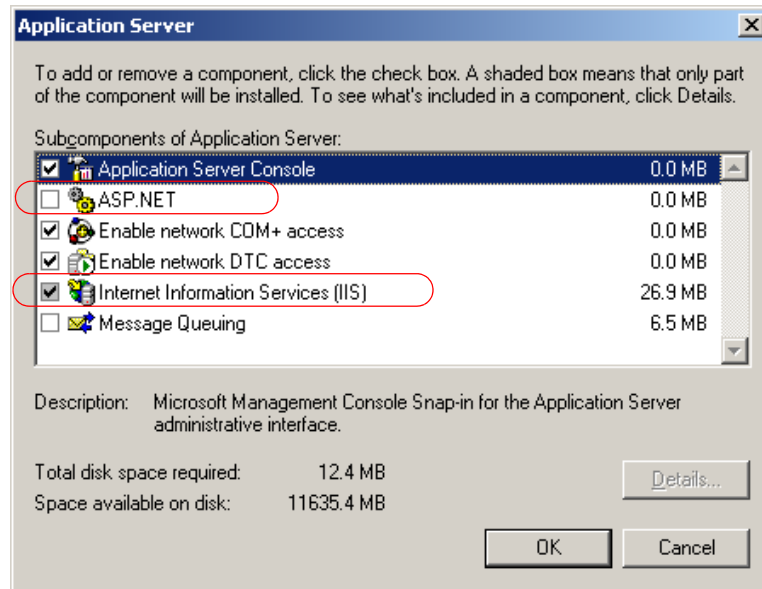 Application Server
To add or remove a component, click the check box. A shaded box means that only part
of the component will be installed. To see what's included in a component, click Details.
Subcomponents of Application Server:
Application Server Console 0.0 MB
ASP.NET 0.0 MB
Enable network COM+ access 0.0 MB
Enable network DTC access 0.0 MB
Internet Information Services (IIS) 26.9 MB
Message Queuing 6.5 MB
Description: Microsoft Management Console Snap-in for the Application Server
administrative interface.
Total disk space required: 12.4 MB
Space available on disk: 11635.4 MB
Details...
OK Cancel